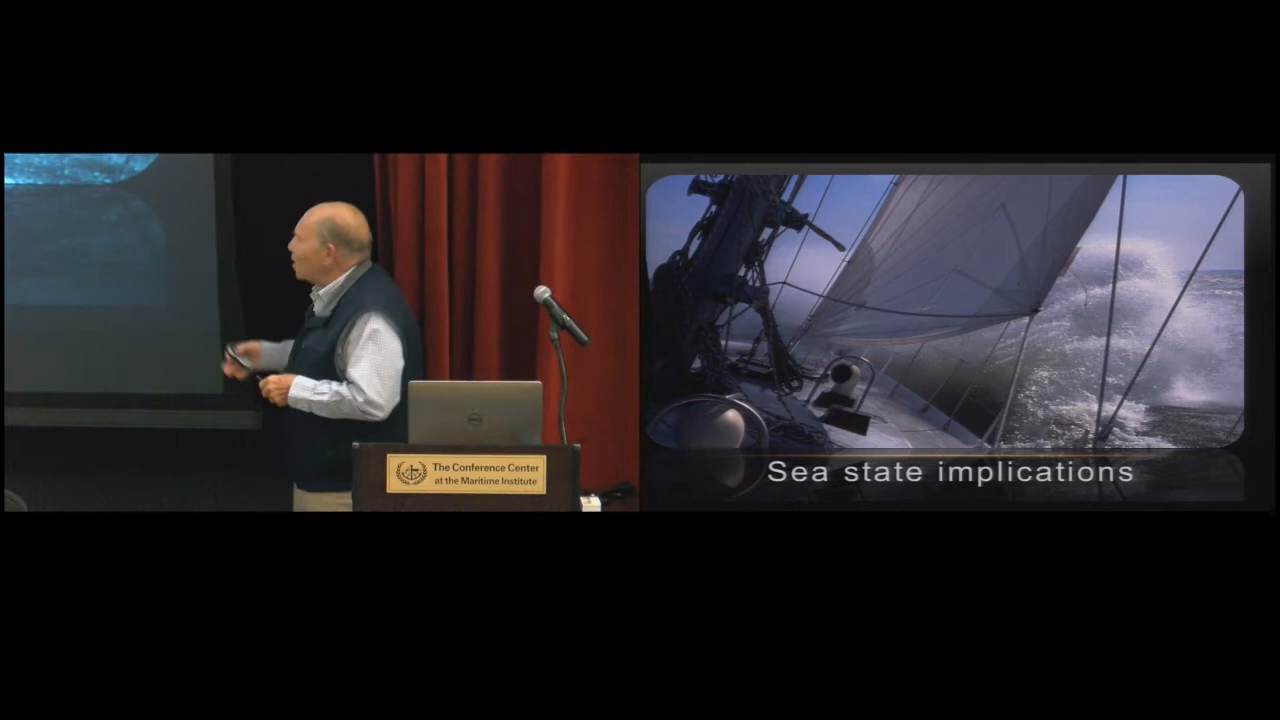 The Conference Center
at the Maritime Institute
Sea state implications